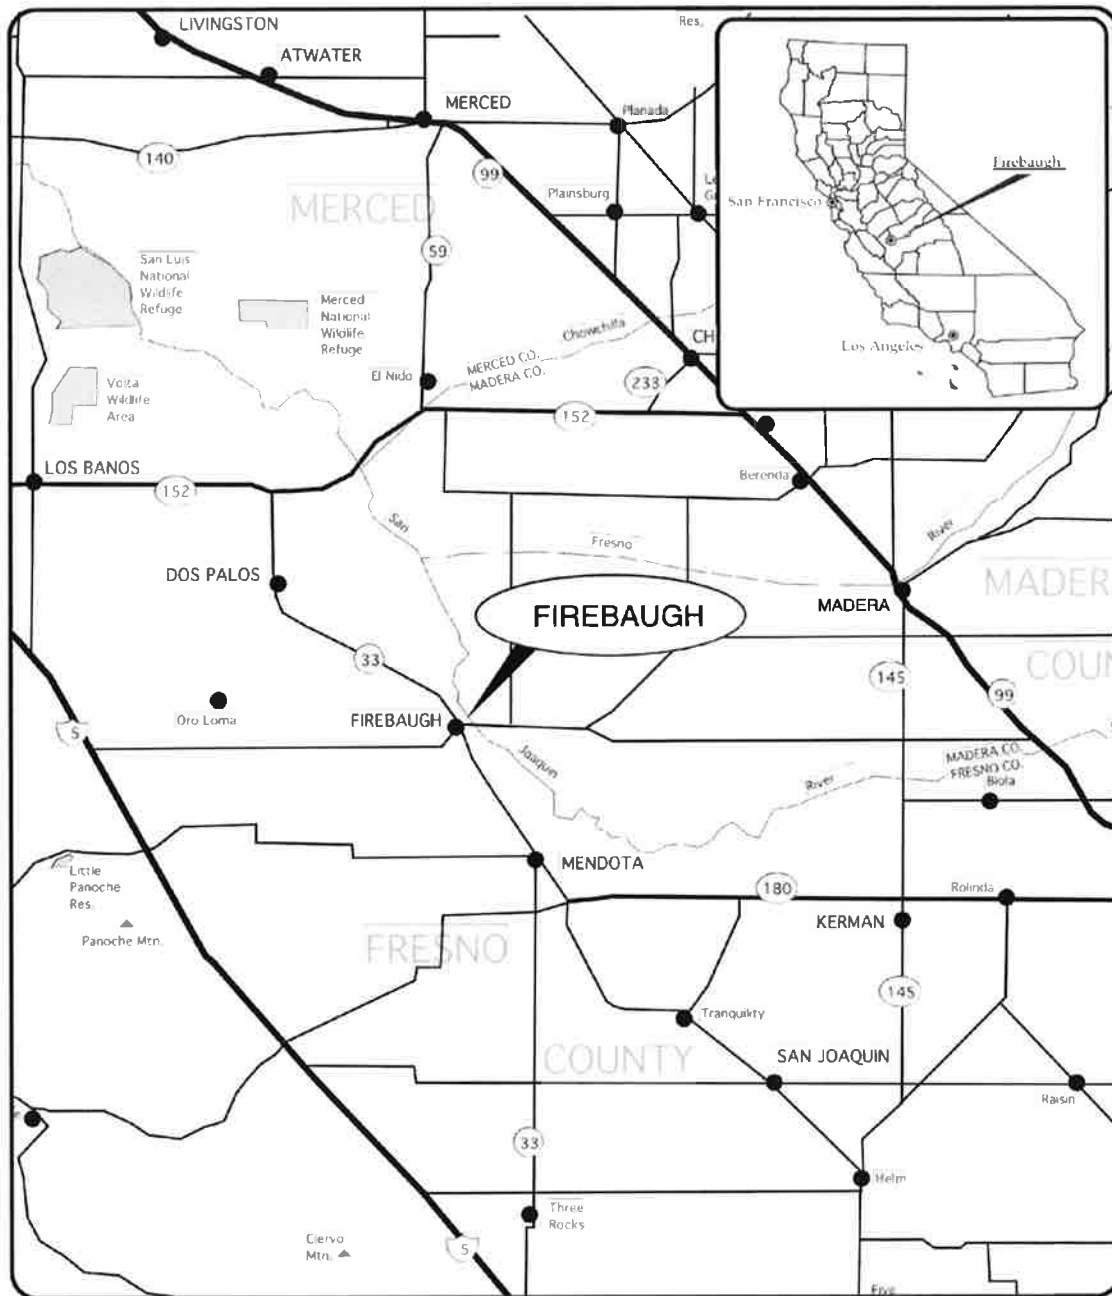 LIVINGSTON
Res.
ATWATER
MERCED
Planada
140
99
MERCED
Plainsburg
59
San Luis
National
Wildlife
Refuge
Merced
National
Wildlife
Refuge
Chowchilla
MERCED CO.
MADERA CO.
El Nido
233
Volta
Wildlife
Area
152
LOS BANOS
152
Berenda
San
Fresno
River
DOS PALOS
MADERA
FIREBAUGH
33
145
99
Oro Loma
FIREBAUGH
5
Joaquin
River
MADERA CO.
FRESNO CO.
Biola
MENDOTA
Little
Panoche
Res.
180
Rolinda
Panoche Mtn.
KERMAN
FRESNO
145
Tranquility
COUNTY
SAN JOAQUIN
Raisin
33
Helm
Three
Rocks
Ciervo
Mtn.
5
Five
Firebaugh
San Francisco
Los Angeles